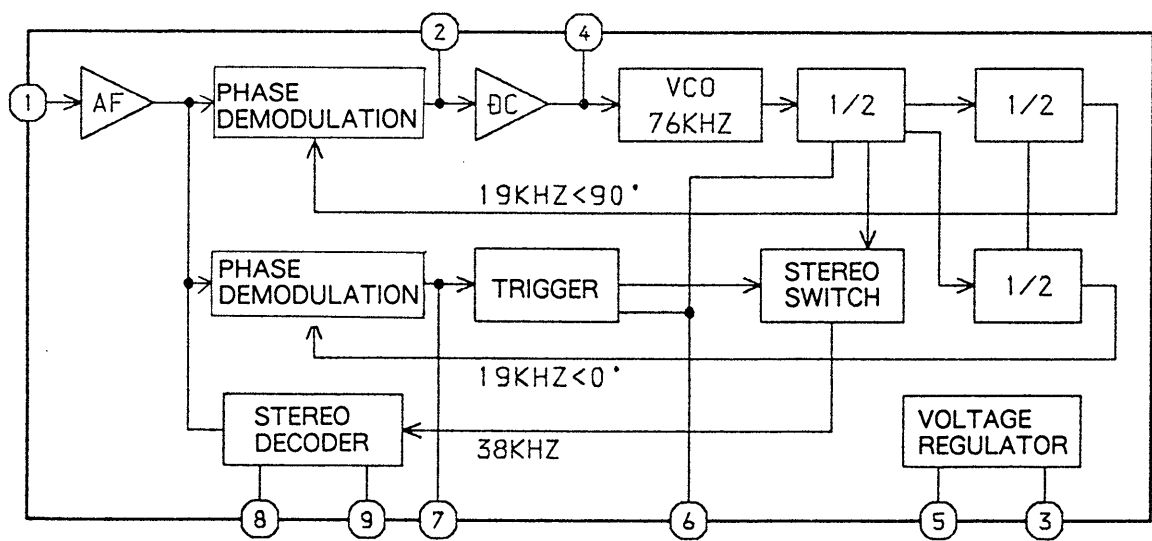 2
4
1
AF
PHASE
DEMODULATION
DC
VCO
76KHZ
1/2
1/2
19KHZ<90°
PHASE
DEMODULATION
TRIGGER
STEREO
SWITCH
1/2
19KHZ<0°
STEREO
DECODER
38KHZ
VOLTAGE
REGULATOR
8
9
7
6
5
3